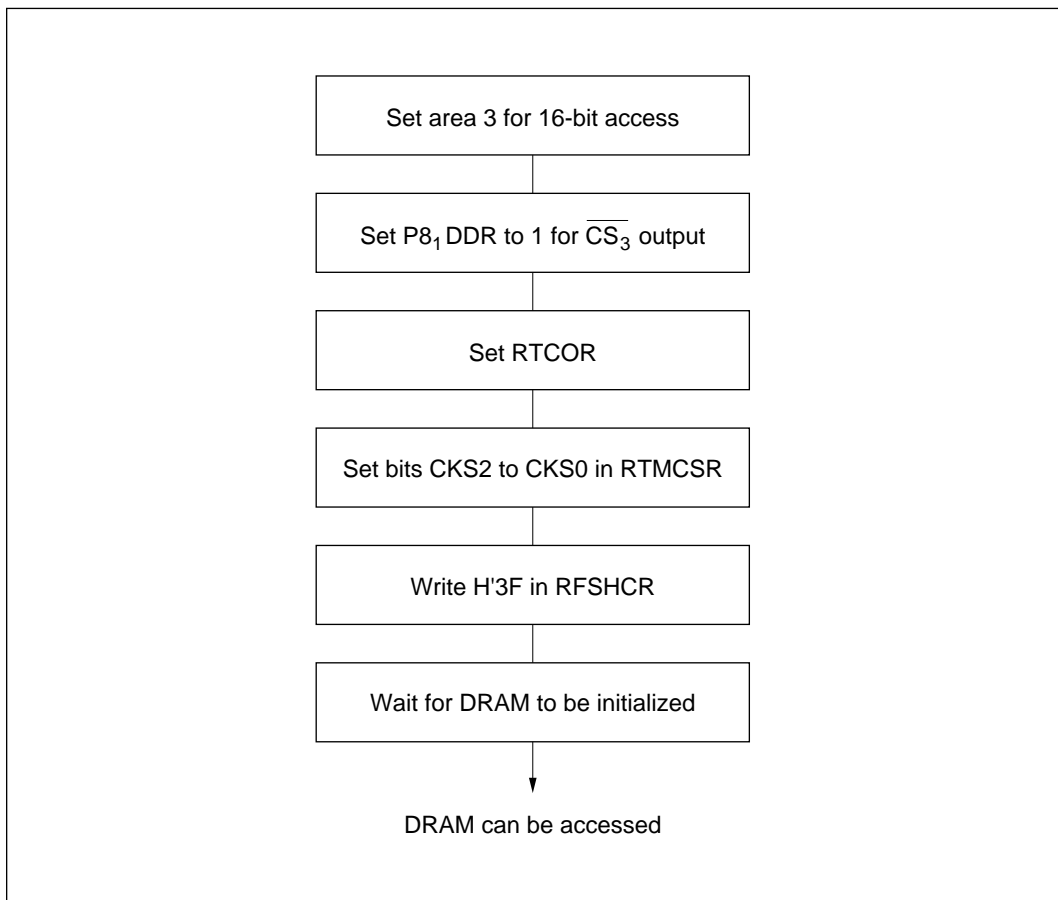 Set area 3 for 16-bit access
Set P8₁ DDR to 1 for C̅S̅₃ output
Set RTCOR
Set bits CKS2 to CKS0 in RTMCSR
Write H'3F in RFSHCR
Wait for DRAM to be initialized
DRAM can be accessed